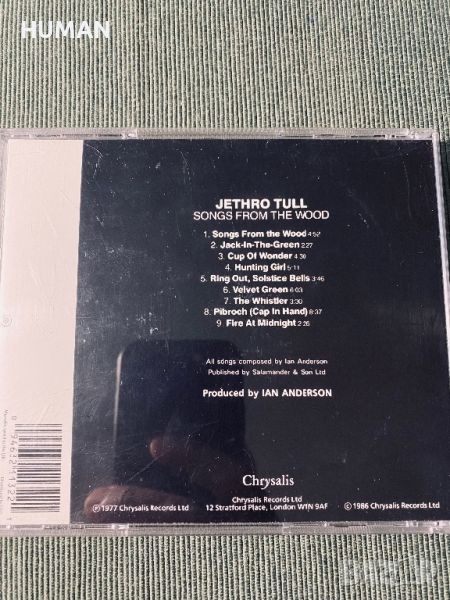 HUMAN
JETHRO TULL
SONGS FROM THE WOOD
1. Songs From the Wood 4:52
2. Jack-In-The-Green 2:27
3. Cup Of Wonder 4:30
4. Hunting Girl 5:11
5. Ring Out, Solstice Bells 3:46
6. Velvet Green 6:03
7. The Whistler 3:30
8. Pibroch (Cap In Hand) 8:37
9. Fire At Midnight 2:26
All songs composed by Ian Anderson
Published by Salamander & Son Ltd
Produced by IAN ANDERSON
Chrysalis
Chrysalis Records Ltd
12 Stratford Place, London W1N 9AF
℗ 1977 Chrysalis Records Ltd
© 1986 Chrysalis Records Ltd